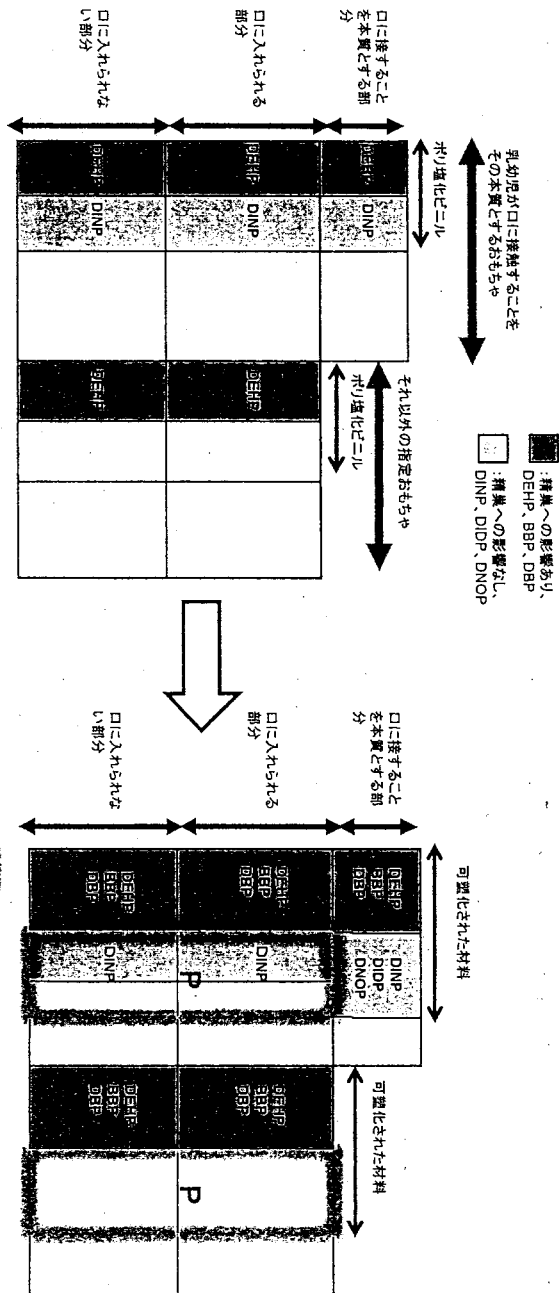 :精巣への影響あり、
DEHP、BBP、DBP
:精巣への影響なし、
DINP、DIDP、DNOP
乳幼児が口に接触することを
その本質とするおもちゃ
ポリ塩化ビニル
それ以外の指定おもちゃ
ポリ塩化ビニル
口に接すること
を本質とする部
分
口に入れられる
部分
口に入れられな
い部分
DEHP
DINP
DEHP
DINP
DEHP
DEHP
DINP
DEHP
可塑化された材料
可塑化された材料
口に接すること
を本質とする部
分
口に入れられる
部分
口に入れられな
い部分
DEHP
BBP
DBP
DINP
DIDP
DNOP
DEHP
BBP
DBP
DINP
P
DEHP
BBP
DBP
P
DEHP
BBP
DBP
DINP
DEHP
BBP
DBP